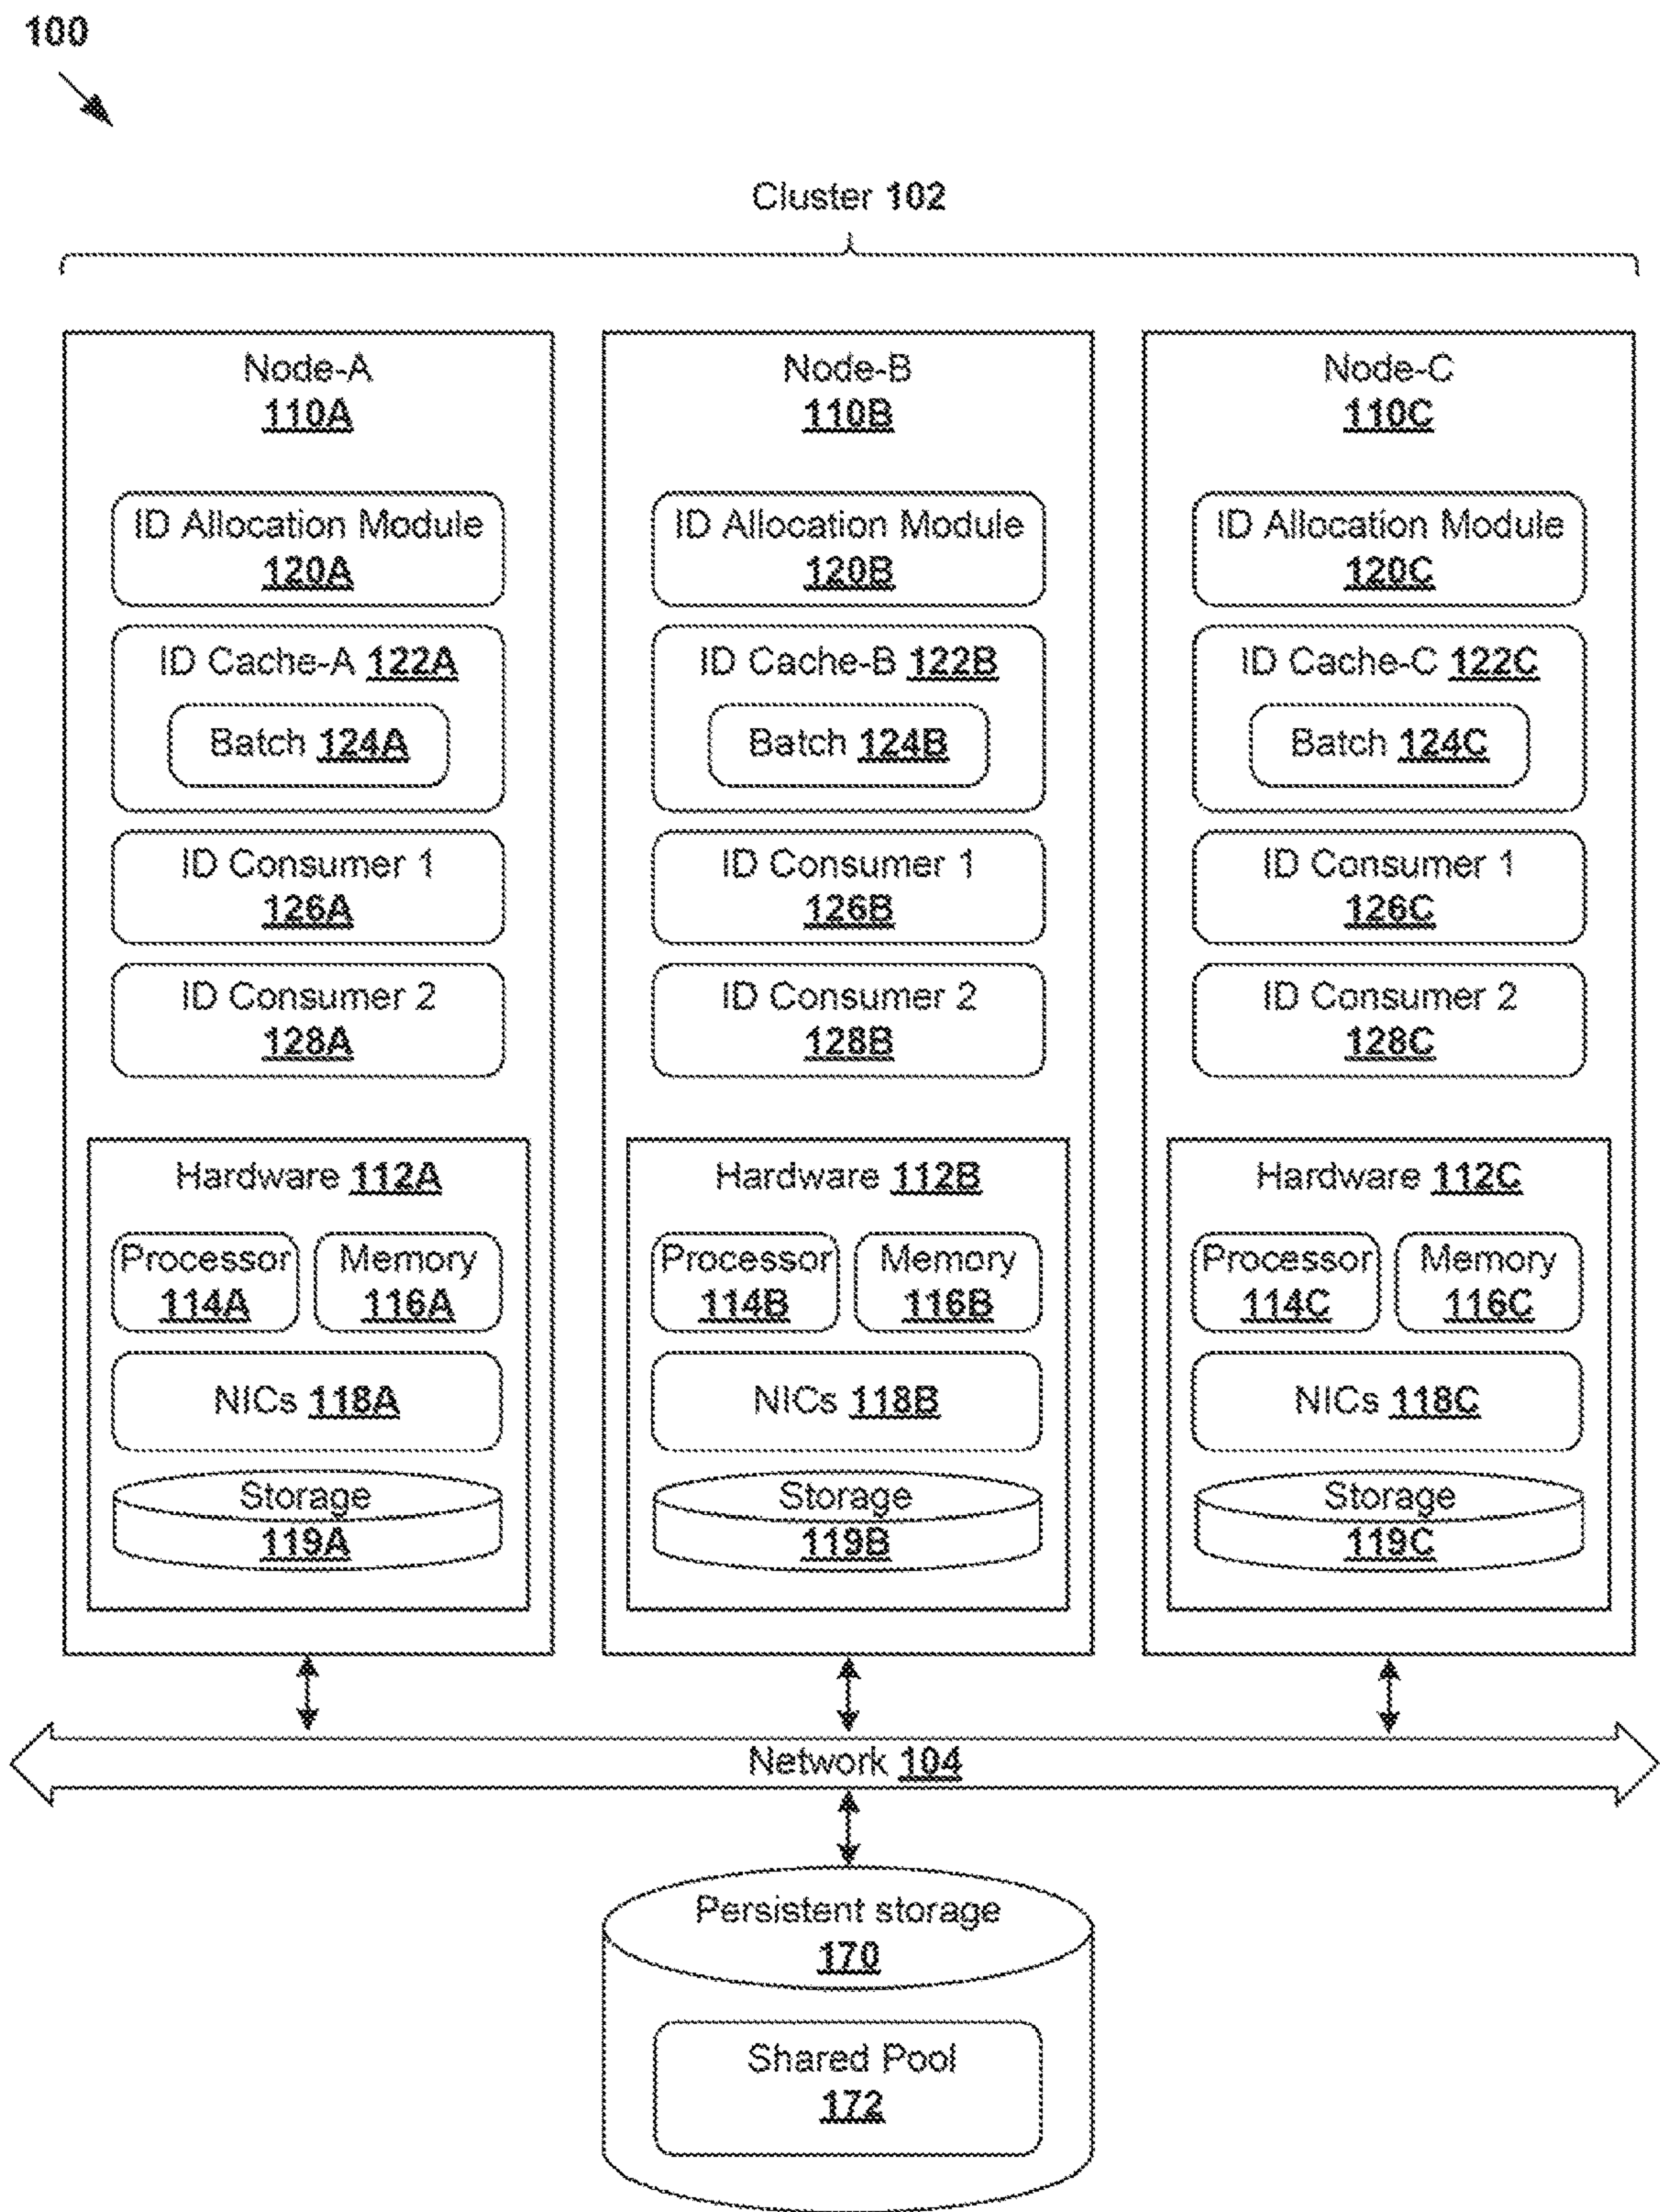 100
Cluster 102
Node-A
110A
ID Allocation Module
120A
ID Cache-A 122A
Batch 124A
ID Consumer 1
126A
ID Consumer 2
128A
Hardware 112A
Processor
114A
Memory
116A
NICs 118A
Storage
119A
Node-B
110B
ID Allocation Module
120B
ID Cache-B 122B
Batch 124B
ID Consumer 1
126B
ID Consumer 2
128B
Hardware 112B
Processor
114B
Memory
116B
NICs 118B
Storage
119B
Node-C
110C
ID Allocation Module
120C
ID Cache-C 122C
Batch 124C
ID Consumer 1
126C
ID Consumer 2
128C
Hardware 112C
Processor
114C
Memory
116C
NICs 118C
Storage
119C
Network 104
Persistent storage
170
Shared Pool
172